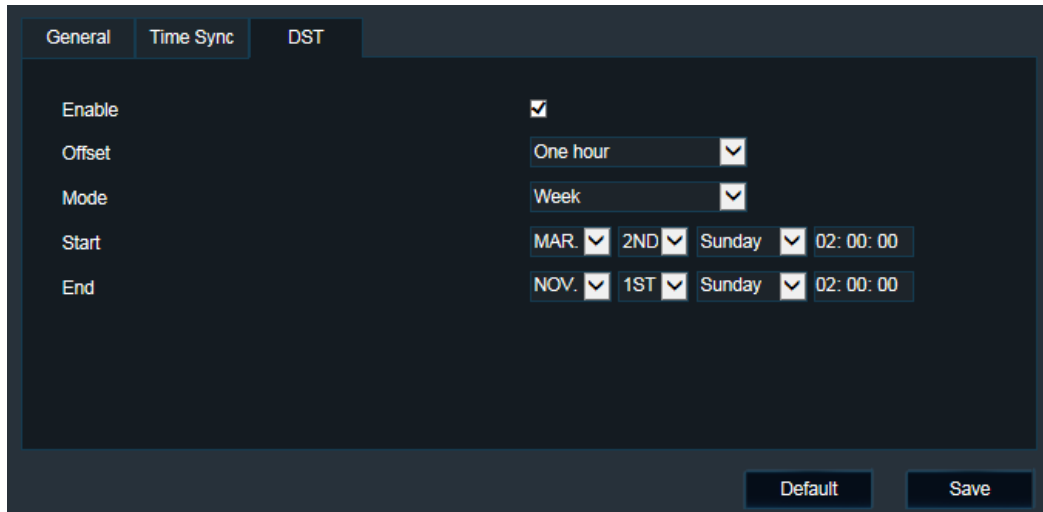 General Time Sync DST
Enable
Offset One hour
Mode Week
Start MAR. 2ND Sunday 02: 00: 00
End NOV. 1ST Sunday 02: 00: 00
Default Save